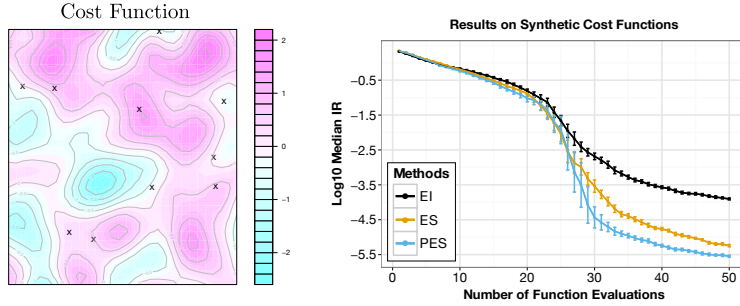 Cost Function
x
x
x
x
x
x
x
x
x
x
2
1
0
−1
−2
Results on Synthetic Cost Functions
Log10 Median IR
−0.5
−1.5
−2.5
−3.5
−4.5
−5.5
Methods
EI
ES
PES
0
10
20
30
40
50
Number of Function Evaluations